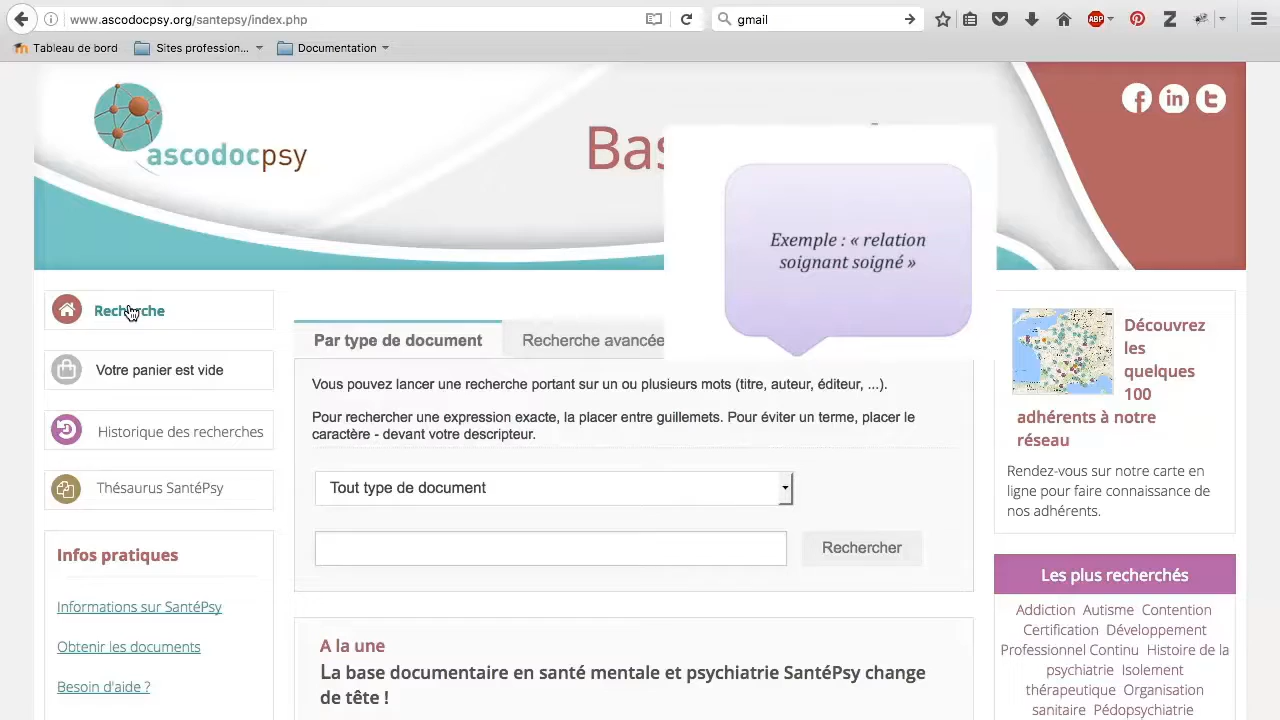 www.ascodocpsy.org/santepsy/index.php
gmail
ABP
Z
Tableau de bord
Sites profession...
Documentation
ascodocpsy
Bas
Exemple : « relation
soignant soigné »
Recherche
Votre panier est vide
Historique des recherches
Thésaurus SantéPsy
Infos pratiques
Informations sur SantéPsy
Obtenir les documents
Besoin d'aide ?
Par type de document
Recherche avancée
Vous pouvez lancer une recherche portant sur un ou plusieurs mots (titre, auteur, éditeur, ...).
Pour rechercher une expression exacte, la placer entre guillemets. Pour éviter un terme, placer le
caractère - devant votre descripteur.
Tout type de document
Rechercher
A la une
La base documentaire en santé mentale et psychiatrie SantéPsy change
de tête !
Découvrez
les
quelques
100
adhérents à notre
réseau
Rendez-vous sur notre carte en
ligne pour faire connaissance de
nos adhérents.
Les plus recherchés
Addiction Autisme Contention
Certification Développement
Professionnel Continu Histoire de la
psychiatrie Isolement
thérapeutique Organisation
sanitaire Pédopsychiatrie